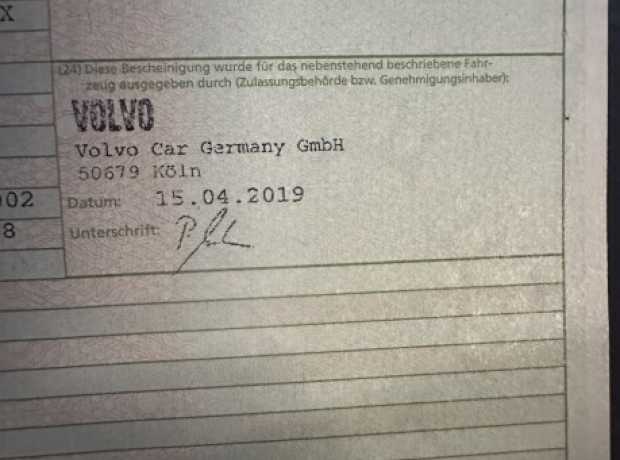 X
(24) Diese Bescheinigung wurde für das nebenstehend beschriebene Fahr-
zeug ausgegeben durch (Zulassungsbehörde bzw. Genehmigungsinhaber):
VOLVO
Volvo Car Germany GmbH
50679 Köln
002
Datum: 15.04.2019
8
Unterschrift: